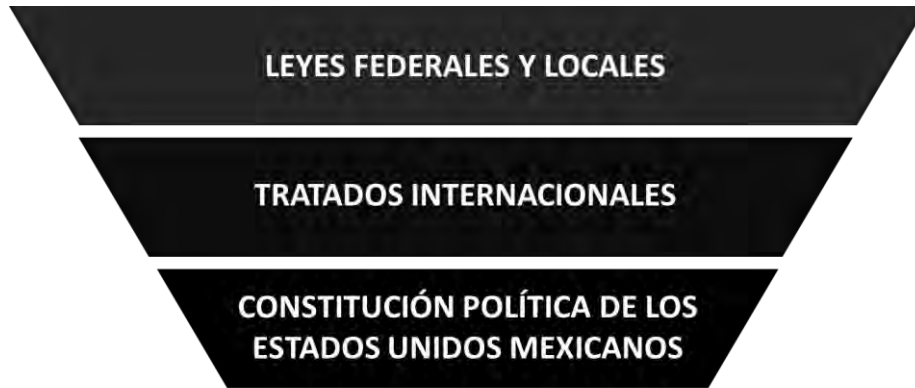 LEYES FEDERALES Y LOCALES
TRATADOS INTERNACIONALES
CONSTITUCIÓN POLÍTICA DE LOS
ESTADOS UNIDOS MEXICANOS